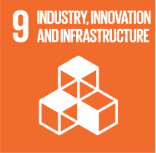 9 INDUSTRY, INNOVATION
AND INFRASTRUCTURE